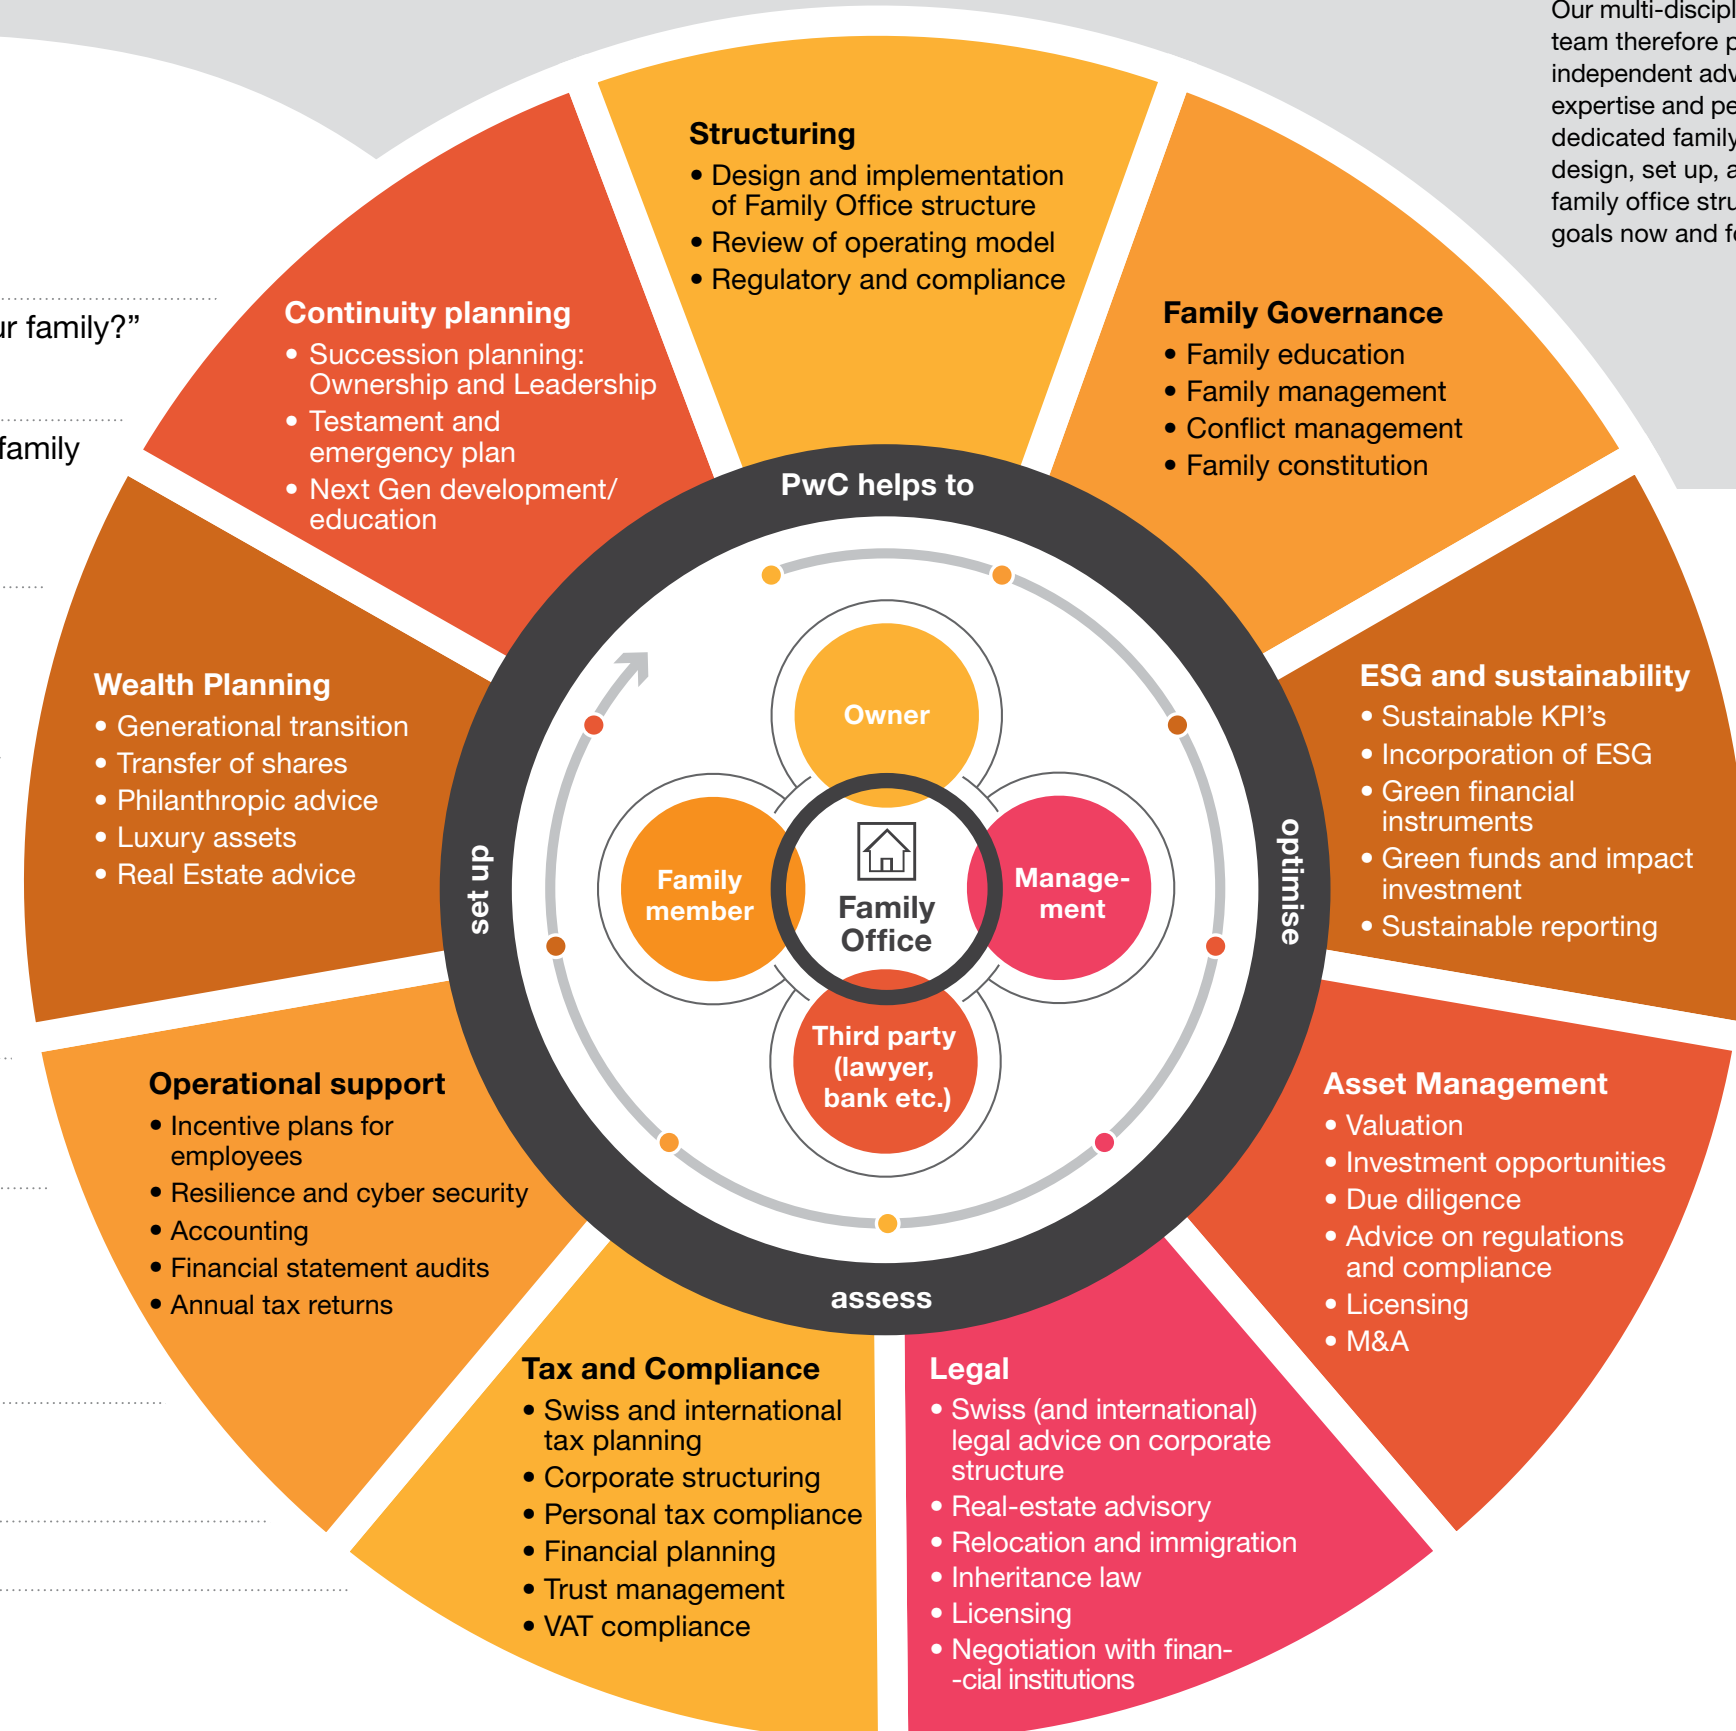 Our multi-discipl
team therefore p
independent adv
expertise and pe
dedicated family
design, set up, a
family office stru
goals now and fo
ur family?”
family
Structuring
• Design and implementation
of Family Office structure
• Review of operating model
• Regulatory and compliance
Family Governance
• Family education
• Family management
• Conflict management
• Family constitution
ESG and sustainability
• Sustainable KPI's
• Incorporation of ESG
• Green financial
instruments
• Green funds and impact
investment
• Sustainable reporting
Asset Management
• Valuation
• Investment opportunities
• Due diligence
• Advice on regulations
and compliance
• Licensing
• M&A
Legal
• Swiss (and international)
legal advice on corporate
structure
• Real-estate advisory
• Relocation and immigration
• Inheritance law
• Licensing
• Negotiation with finan-
-cial institutions
Tax and Compliance
• Swiss and international
tax planning
• Corporate structuring
• Personal tax compliance
• Financial planning
• Trust management
• VAT compliance
Operational support
• Incentive plans for
employees
• Resilience and cyber security
• Accounting
• Financial statement audits
• Annual tax returns
Wealth Planning
• Generational transition
• Transfer of shares
• Philanthropic advice
• Luxury assets
• Real Estate advice
Continuity planning
• Succession planning:
Ownership and Leadership
• Testament and
emergency plan
• Next Gen development/
education
PwC helps to
optimise
assess
set up
Owner
Manage-
ment
Third party
(lawyer,
bank etc.)
Family
member
Family
Office